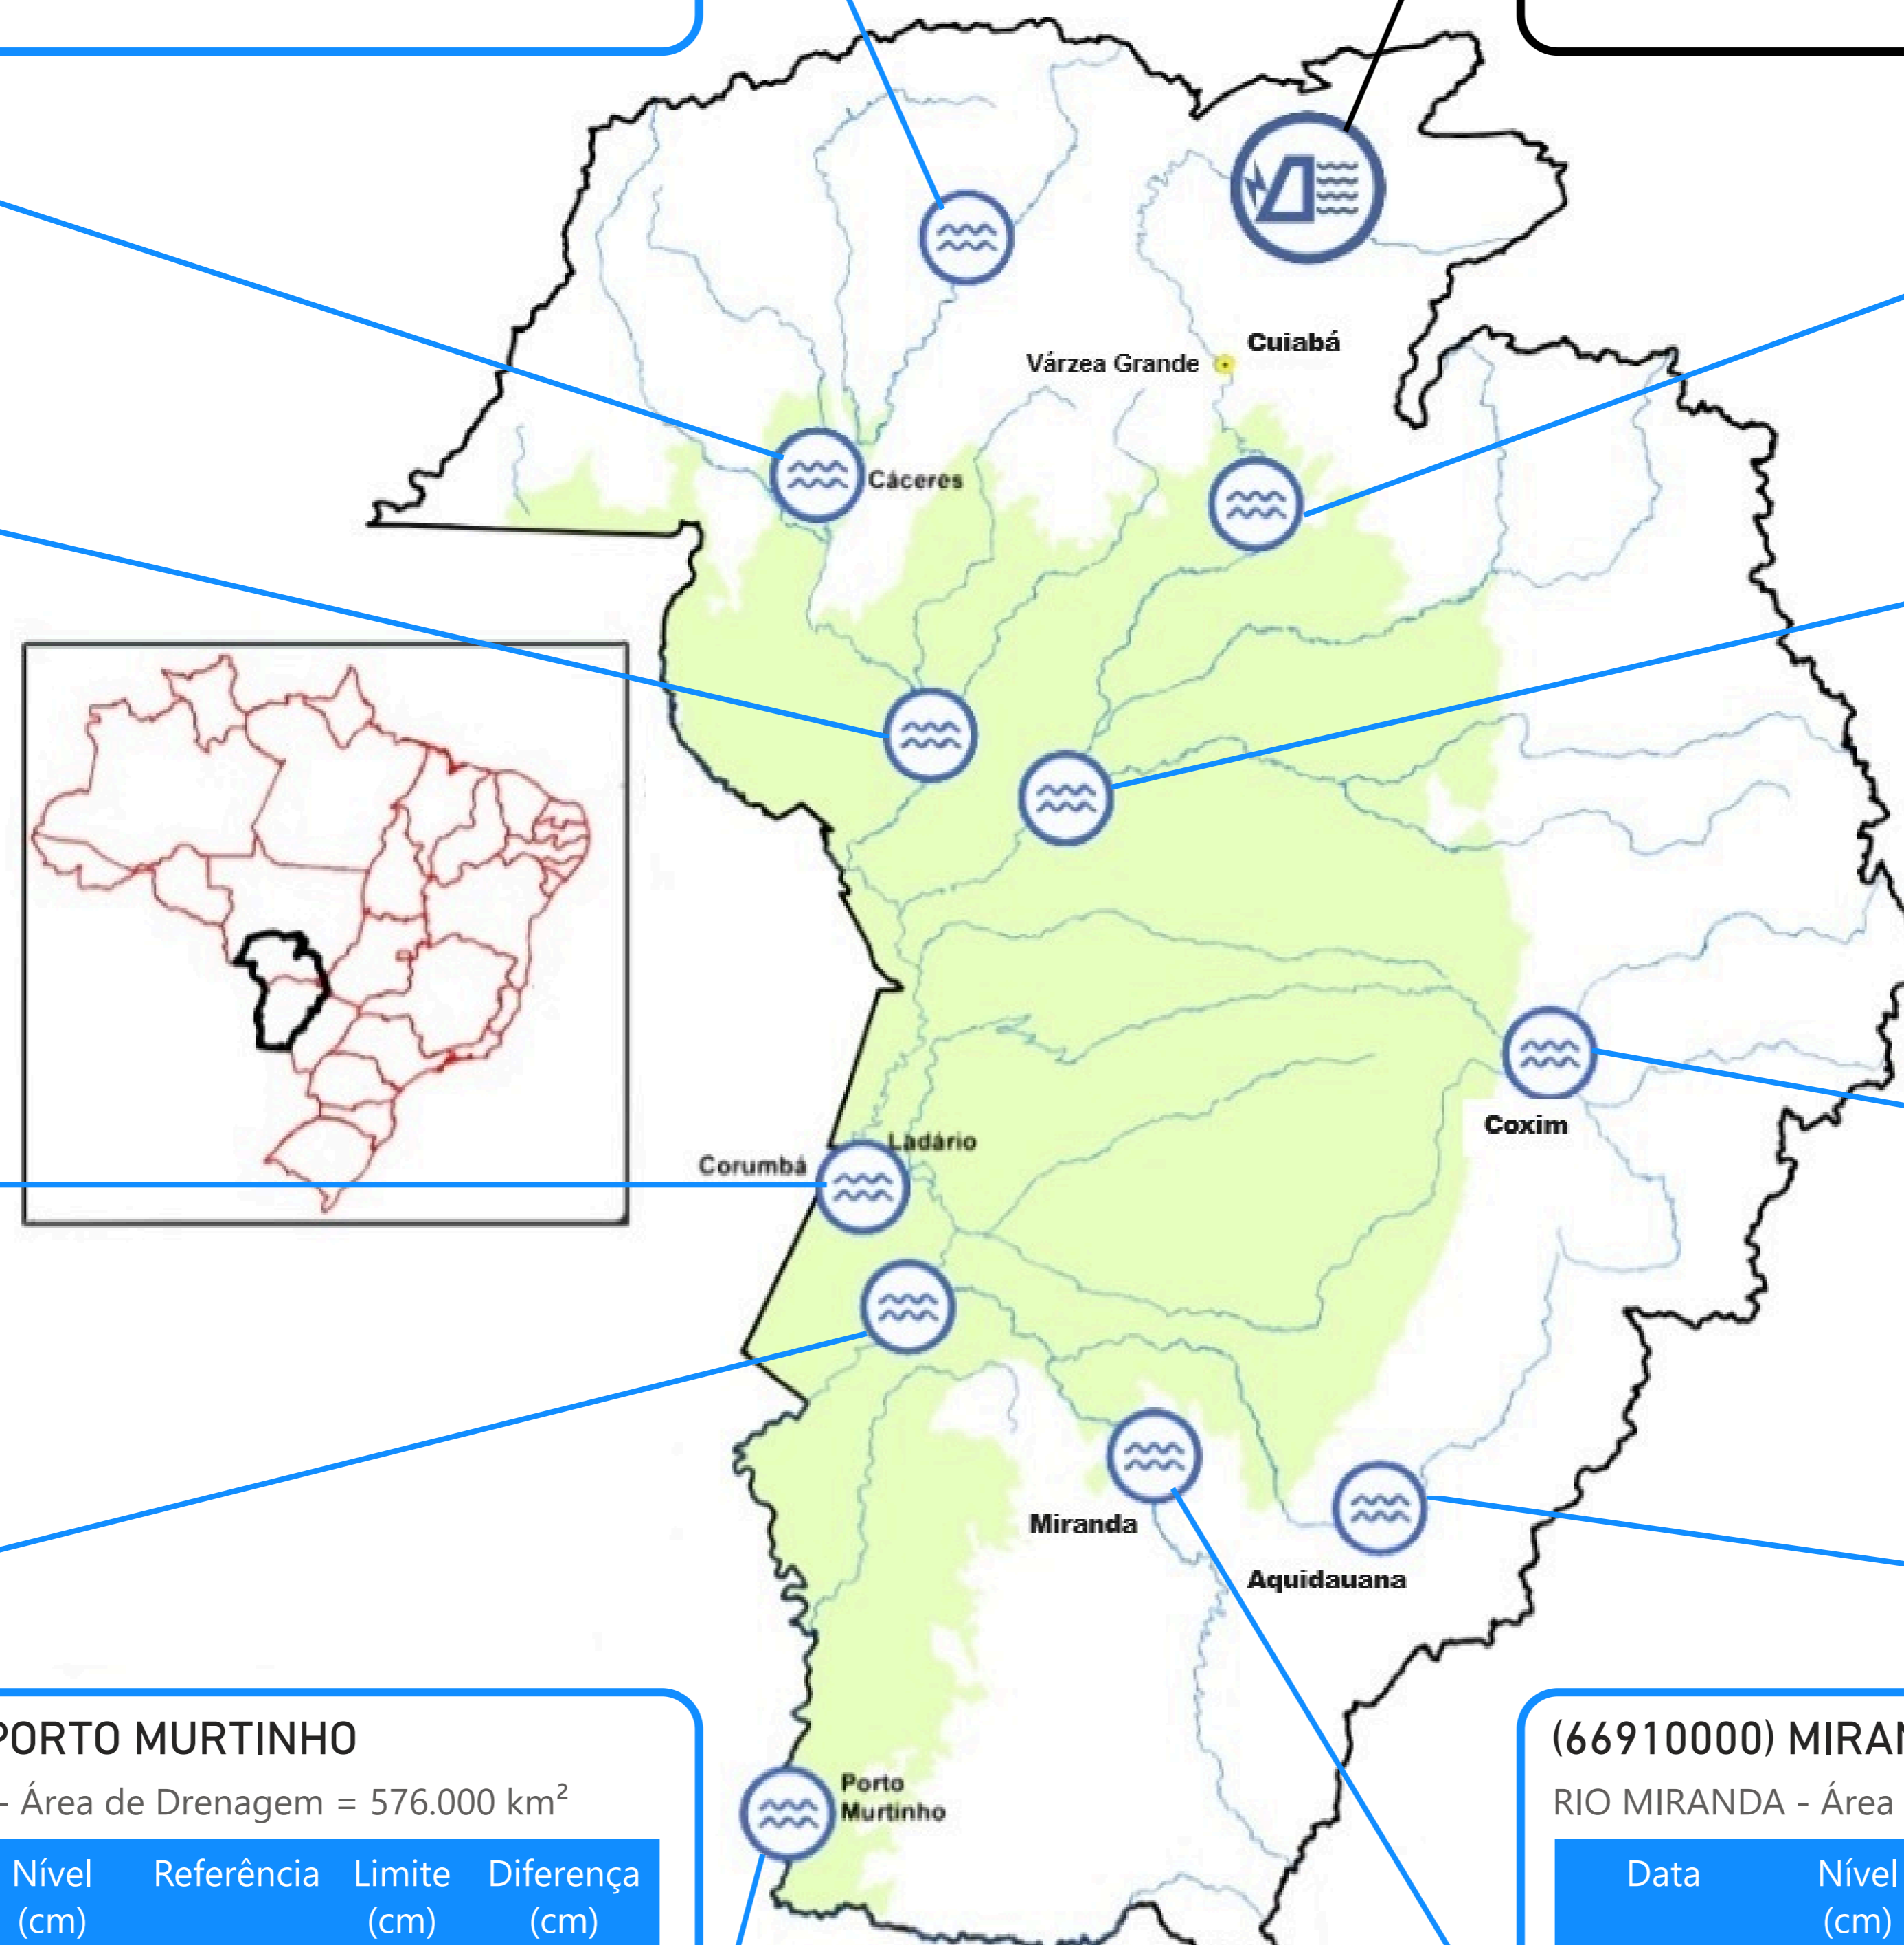 Cuiabá
Várzea Grande
Cáceres
Coxim
Ladário
Corumbá
Miranda
Aquidauana
PORTO MURTINHO
- Área de Drenagem = 576.000 km²
Nível (cm) Referência Limite (cm) Diferença (cm)
Porto
Murtinho
(66910000) MIRAN
RIO MIRANDA - Área
Data Nível (cm)